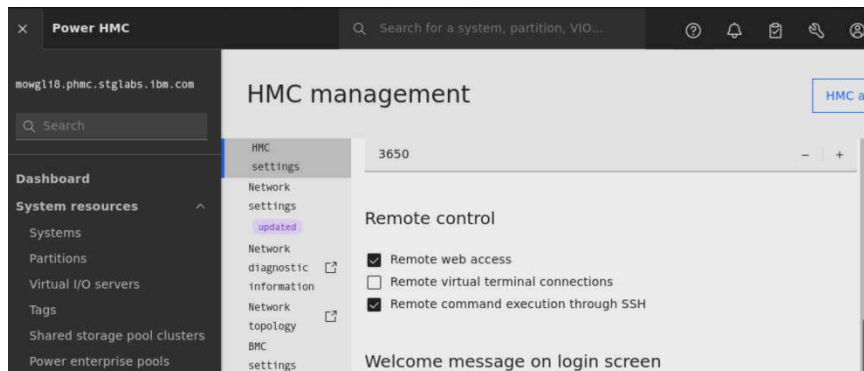 Power HMC
Search for a system, partition, VIO...
mowgli8.phmc.stglabs.ibm.com
Search
Dashboard
System resources
Systems
Partitions
Virtual I/O servers
Tags
Shared storage pool clusters
Power enterprise pools
HMC management
HMC a
HMC
settings
Network
settings
updated
Network
diagnostic
information
Network
topology
BMC
settings
3650
Remote control
Remote web access
Remote virtual terminal connections
Remote command execution through SSH
Welcome message on login screen